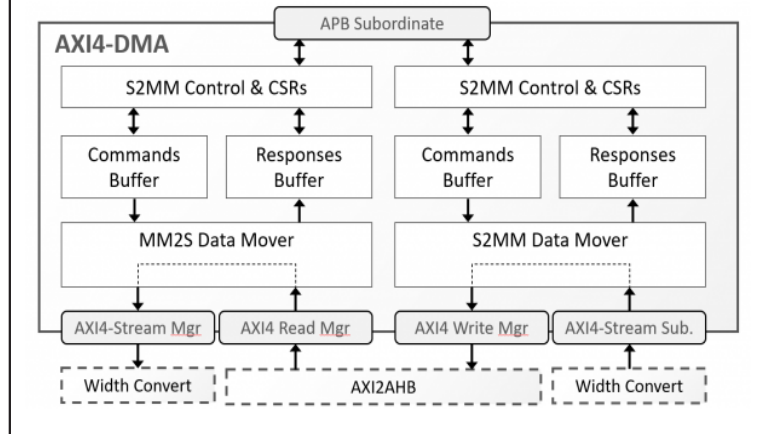 APB Subordinate
AXI4-DMA
S2MM Control & CSRs
S2MM Control & CSRs
Commands
Buffer
Responses
Buffer
Commands
Buffer
Responses
Buffer
MM2S Data Mover
S2MM Data Mover
AXI4-Stream Mgr
AXI4 Read Mgr
AXI4 Write Mgr
AXI4-Stream Sub.
Width Convert
AXI2AHB
Width Convert